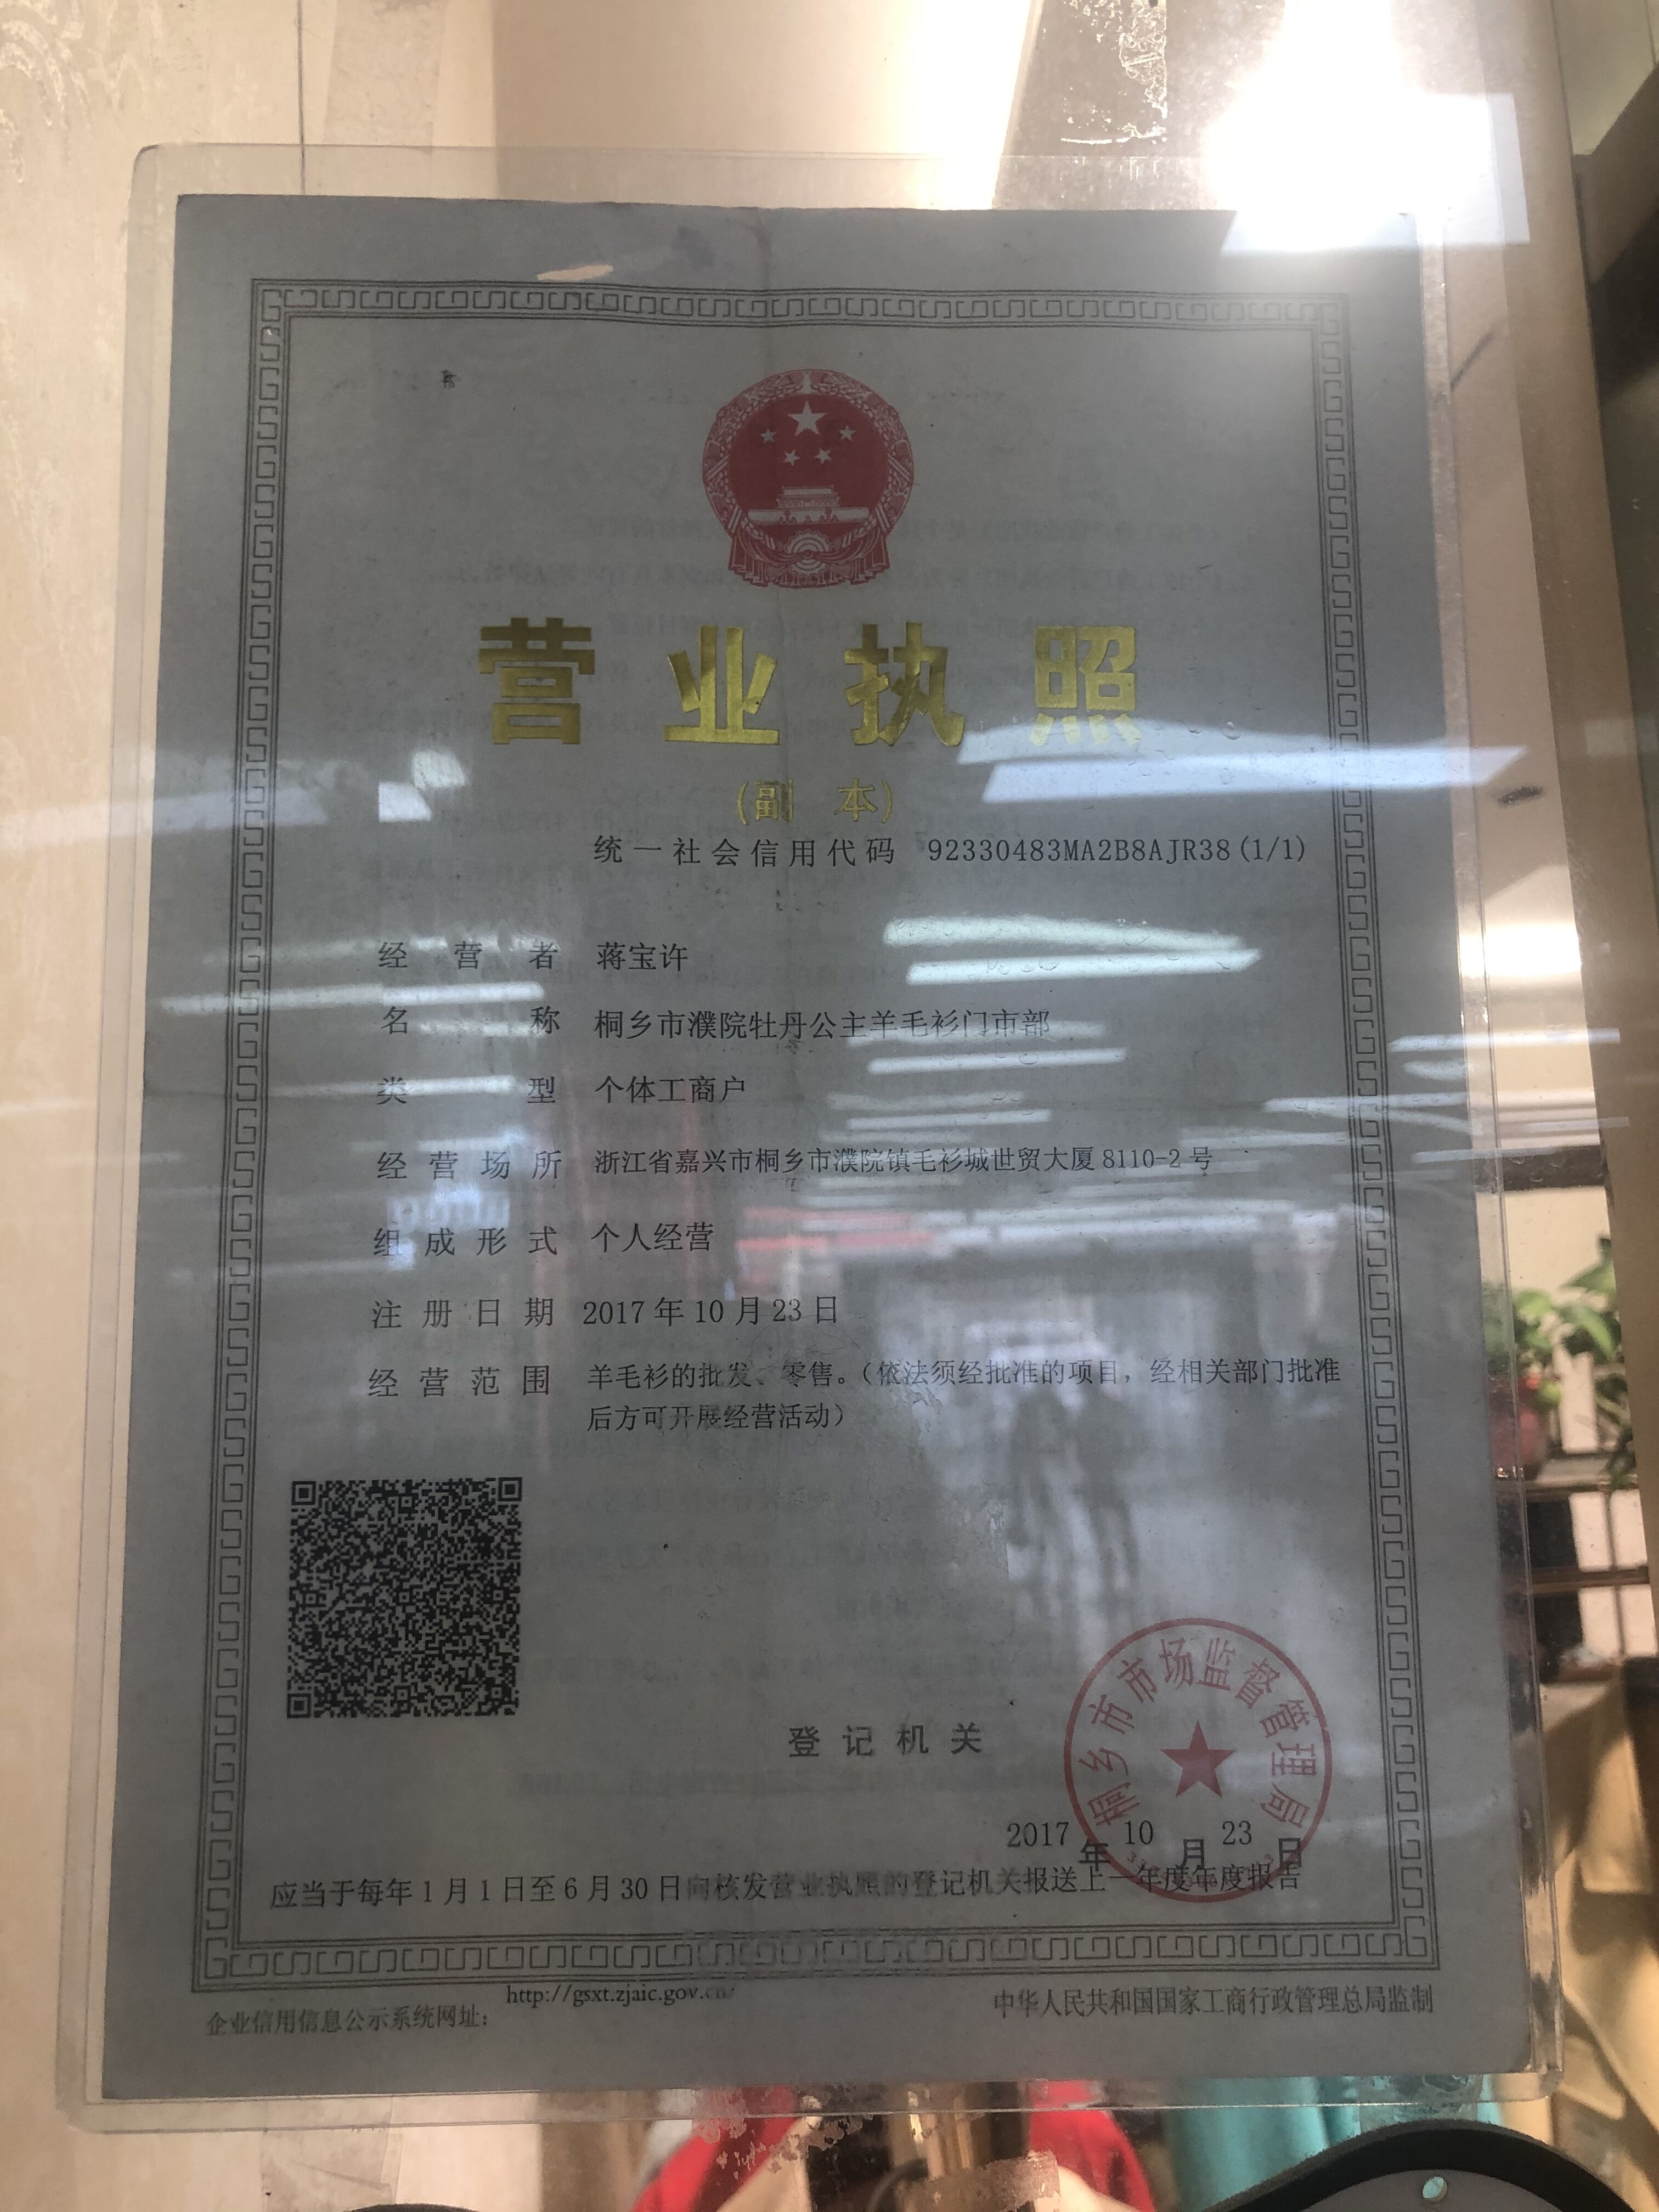 营业执照
(副 本)
统一社会信用代码 92330483MA2B8AJR38(1/1)
经营者 蒋宝许
名称 桐乡市濮院牡丹公主羊毛衫门市部
类型 个体工商户
经营场所 浙江省嘉兴市桐乡市濮院镇毛衫城世贸大厦8110-2号
组成形式 个人经营
注册日期 2017年10月23日
经营范围 羊毛衫的批发、零售。(依法须经批准的项目，经相关部门批准
后方可开展经营活动)
桐乡市市场监督管理局
登记机关
2017年10月23日
应当于每年1月1日至6月30日向核发营业执照的登记机关报送上一年度年度报告
企业信用信息公示系统网址： http://gsxt.zjaic.gov.cn/
中华人民共和国国家工商行政管理总局监制